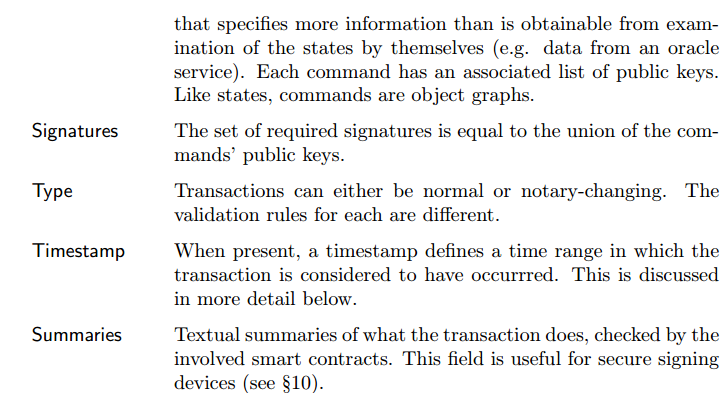 that specifies more information than is obtainable from exam-
ination of the states by themselves (e.g. data from an oracle
service). Each command has an associated list of public keys.
Like states, commands are object graphs.
Signatures The set of required signatures is equal to the union of the com-
mands' public keys.
Type Transactions can either be normal or notary-changing. The
validation rules for each are different.
Timestamp When present, a timestamp defines a time range in which the
transaction is considered to have occurrred. This is discussed
in more detail below.
Summaries Textual summaries of what the transaction does, checked by the
involved smart contracts. This field is useful for secure signing
devices (see §10).